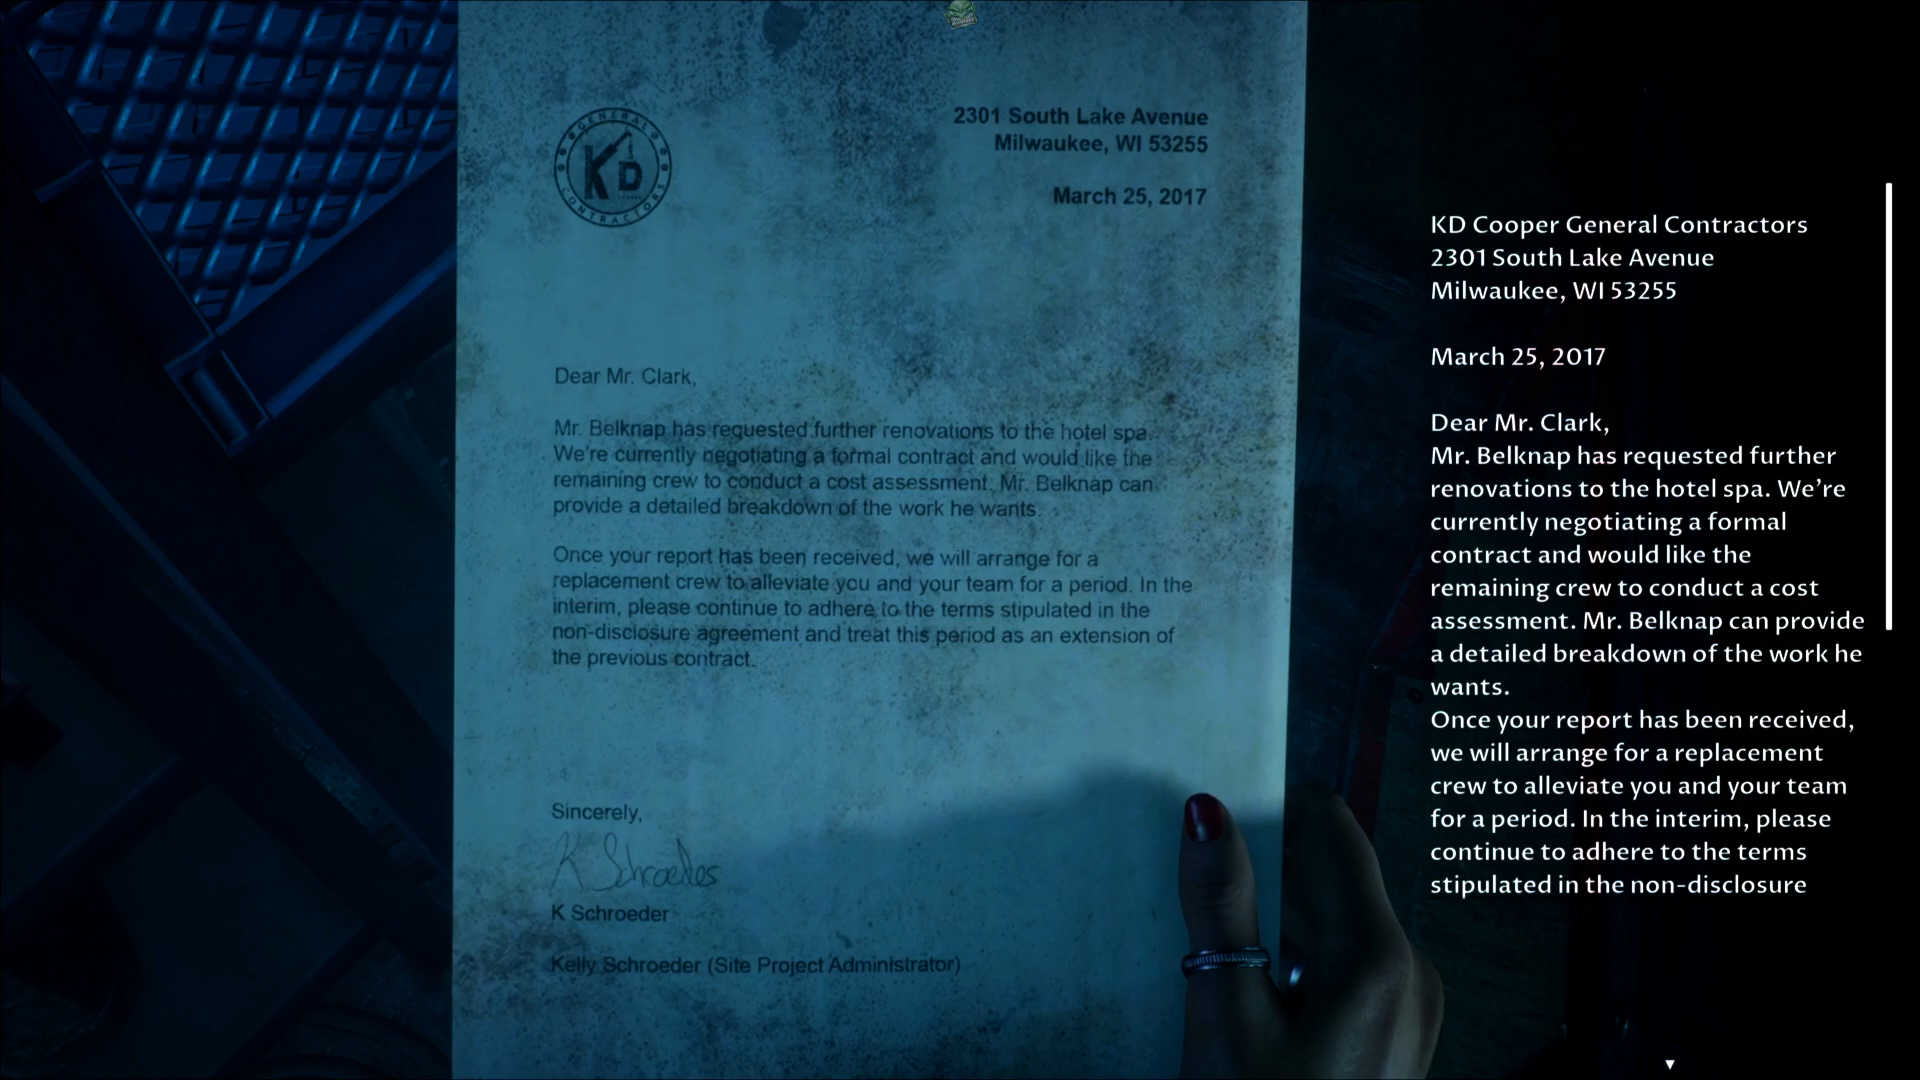 GENERAL
KD
CONTRACTORS
2301 South Lake Avenue
Milwaukee, WI 53255
March 25, 2017
Dear Mr. Clark,
Mr. Belknap has requested further renovations to the hotel spa.
We're currently negotiating a formal contract and would like the
remaining crew to conduct a cost assessment. Mr. Belknap can
provide a detailed breakdown of the work he wants.
Once your report has been received, we will arrange for a
replacement crew to alleviate you and your team for a period. In the
interim, please continue to adhere to the terms stipulated in the
non-disclosure agreement and treat this period as an extension of
the previous contract.
Sincerely,
K Schroeder
K Schroeder
Kelly Schroeder (Site Project Administrator)
KD Cooper General Contractors
2301 South Lake Avenue
Milwaukee, WI 53255
March 25, 2017
Dear Mr. Clark,
Mr. Belknap has requested further
renovations to the hotel spa. We're
currently negotiating a formal
contract and would like the
remaining crew to conduct a cost
assessment. Mr. Belknap can provide
a detailed breakdown of the work he
wants.
Once your report has been received,
we will arrange for a replacement
crew to alleviate you and your team
for a period. In the interim, please
continue to adhere to the terms
stipulated in the non-disclosure